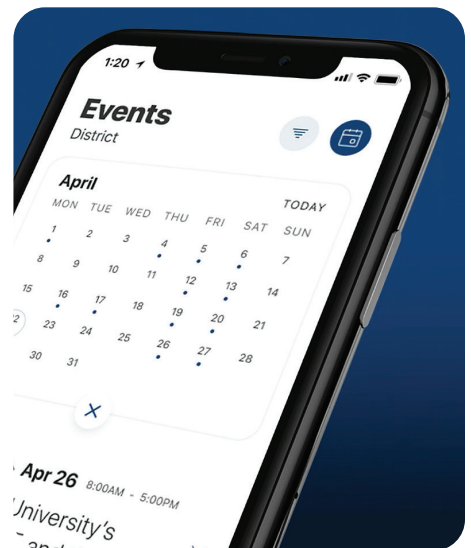 1:20
Events
District
April TODAY
MON TUE WED THU FRI SAT SUN
1 2 3 4 5 6 7
8 9 10 11 12 13 14
15 16 17 18 19 20 21
2 23 24 25 26 27 28
30 31
Apr 26 8:00AM - 5:00PM
University's